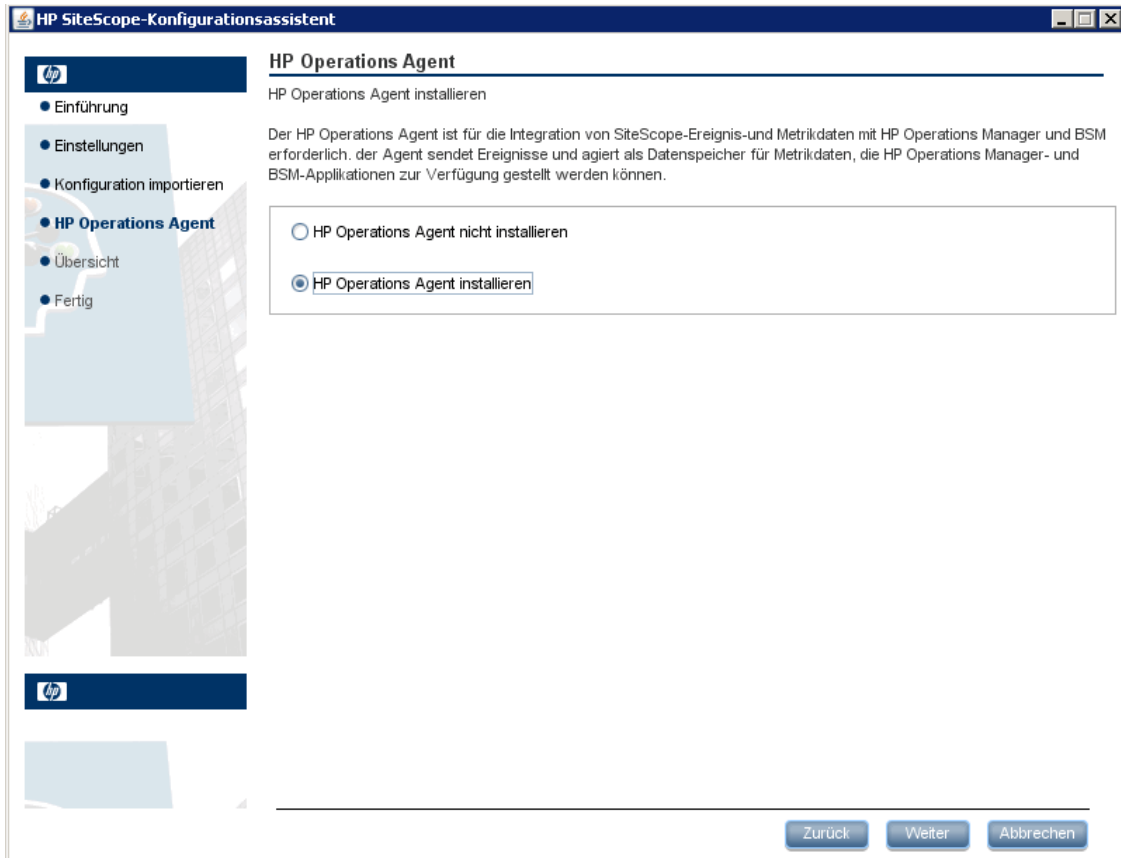 HP SiteScope-Konfigurationsassistent
hp
Einführung
Einstellungen
Konfiguration importieren
HP Operations Agent
Übersicht
Fertig
hp
HP Operations Agent
HP Operations Agent installieren
Der HP Operations Agent ist für die Integration von SiteScope-Ereignis-und Metrikdaten mit HP Operations Manager und BSM
erforderlich. der Agent sendet Ereignisse und agiert als Datenspeicher für Metrikdaten, die HP Operations Manager- und
BSM-Applikationen zur Verfügung gestellt werden können.
HP Operations Agent nicht installieren
HP Operations Agent installieren
Zurück Weiter Abbrechen